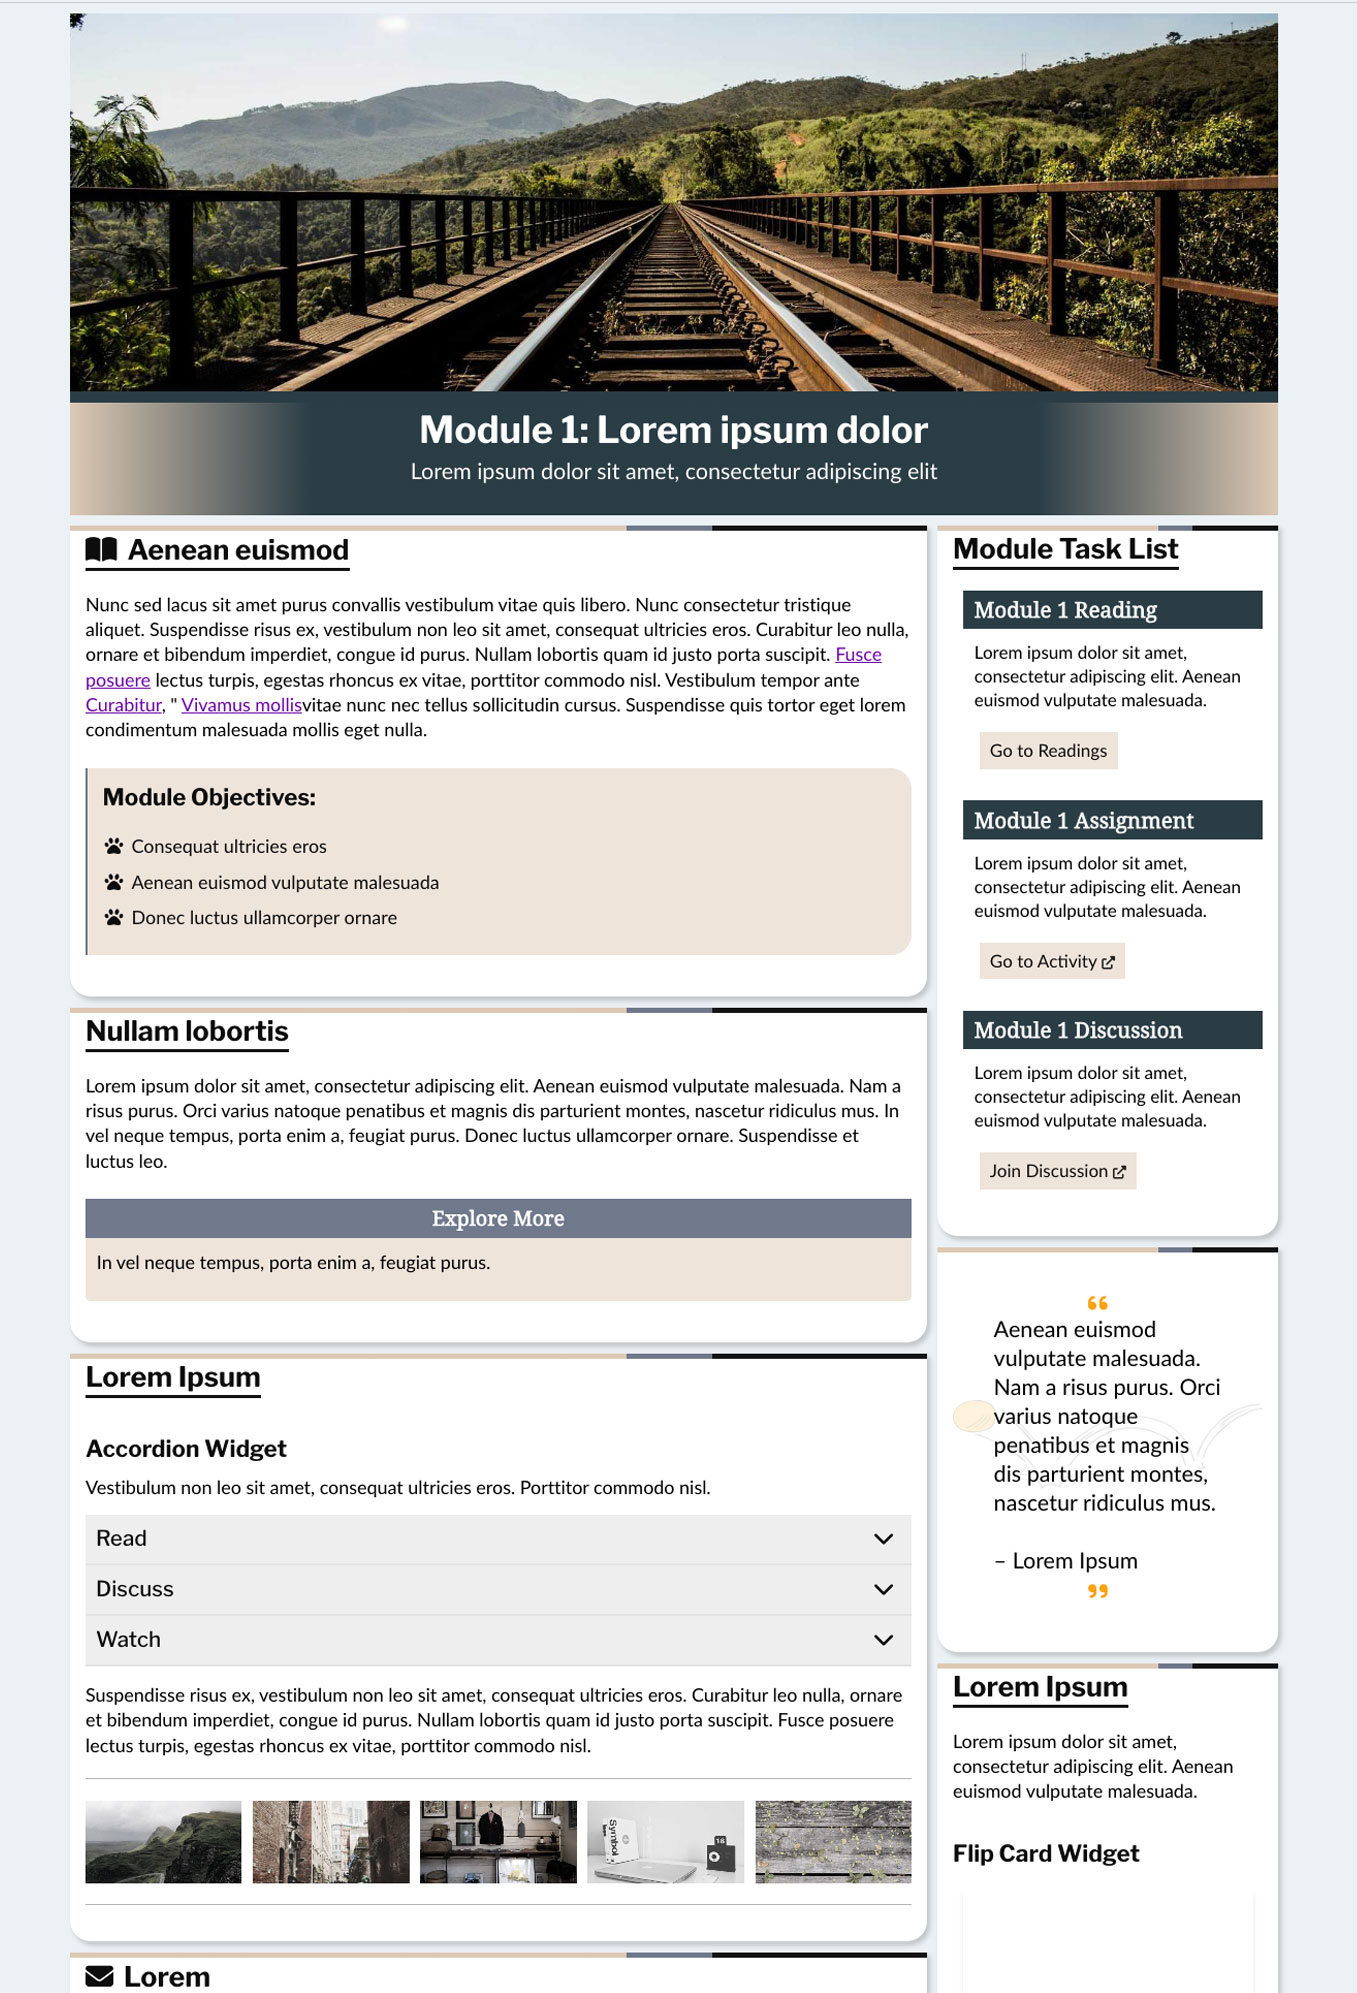 Module 1: Lorem ipsum dolor
Lorem ipsum dolor sit amet, consectetur adipiscing elit
Aenean euismod
Nunc sed lacus sit amet purus convallis vestibulum vitae quis libero. Nunc consectetur tristique
aliquet. Suspendisse risus ex, vestibulum non leo sit amet, consequat ultricies eros. Curabitur leo nulla,
ornare et bibendum imperdiet, congue id purus. Nullam lobortis quam id justo porta suscipit. Fusce
posuere lectus turpis, egestas rhoncus ex vitae, porttitor commodo nisl. Vestibulum tempor ante
Curabitur, " Vivamus mollisvitae nunc nec tellus sollicitudin cursus. Suspendisse quis tortor eget lorem
condimentum malesuada mollis eget nulla.
Module Objectives:
Consequat ultricies eros
Aenean euismod vulputate malesuada
Donec luctus ullamcorper ornare
Nullam lobortis
Lorem ipsum dolor sit amet, consectetur adipiscing elit. Aenean euismod vulputate malesuada. Nam a
risus purus. Orci varius natoque penatibus et magnis dis parturient montes, nascetur ridiculus mus. In
vel neque tempus, porta enim a, feugiat purus. Donec luctus ullamcorper ornare. Suspendisse et
luctus leo.
Explore More
In vel neque tempus, porta enim a, feugiat purus.
Lorem Ipsum
Accordion Widget
Vestibulum non leo sit amet, consequat ultricies eros. Porttitor commodo nisl.
Read
Discuss
Watch
Suspendisse risus ex, vestibulum non leo sit amet, consequat ultricies eros. Curabitur leo nulla, ornare
et bibendum imperdiet, congue id purus. Nullam lobortis quam id justo porta suscipit. Fusce posuere
lectus turpis, egestas rhoncus ex vitae, porttitor commodo nisl.
Symbol
18
Lorem
Module Task List
Module 1 Reading
Lorem ipsum dolor sit amet,
consectetur adipiscing elit. Aenean
euismod vulputate malesuada.
Go to Readings
Module 1 Assignment
Lorem ipsum dolor sit amet,
consectetur adipiscing elit. Aenean
euismod vulputate malesuada.
Go to Activity
Module 1 Discussion
Lorem ipsum dolor sit amet,
consectetur adipiscing elit. Aenean
euismod vulputate malesuada.
Join Discussion
“
Aenean euismod
vulputate malesuada.
Nam a risus purus. Orci
varius natoque
penatibus et magnis
dis parturient montes,
nascetur ridiculus mus.
– Lorem Ipsum
”
Lorem Ipsum
Lorem ipsum dolor sit amet,
consectetur adipiscing elit. Aenean
euismod vulputate malesuada.
Flip Card Widget